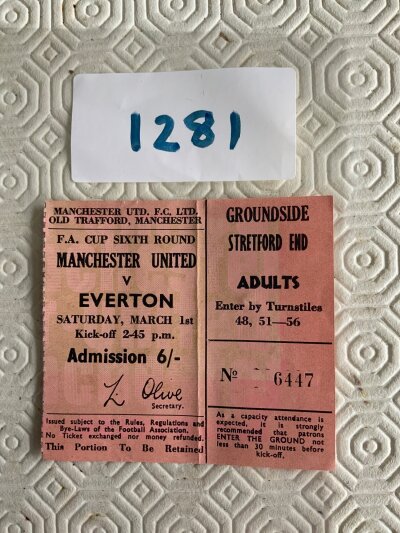 1281
MANCHESTER UTD. F.C. LTD.
OLD TRAFFORD, MANCHESTER
F.A. CUP SIXTH ROUND
MANCHESTER UNITED
V
EVERTON
SATURDAY, MARCH 1st
Kick-off 2-45 p.m.
Admission 6/-
L Olive
Secretary.
Issued subject to the Rules, Regulations and
Bye-Laws of the Football Association.
No Ticket exchanged nor money refunded.
This Portion To Be Retained
GROUNDSIDE
STRETFORD END
ADULTS
Enter by Turnstiles
48, 51—56
No 6447
As a capacity attendance is
expected, it is strongly
recommended that patrons
ENTER THE GROUND not
less than 30 minutes before
kick-off.